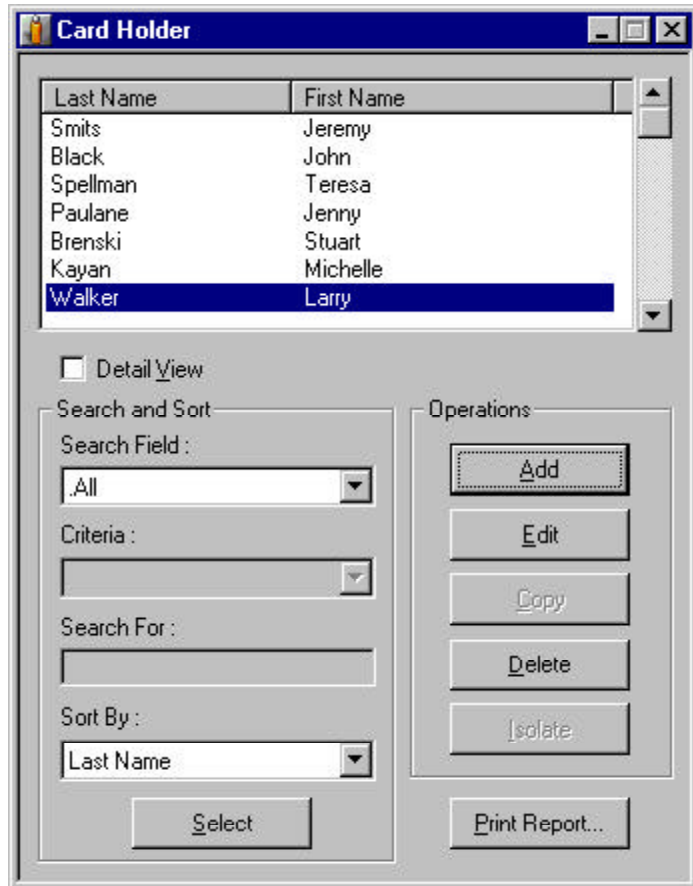 Card Holder
Last Name First Name
Smits Jeremy
Black John
Spellman Teresa
Paulane Jenny
Brenski Stuart
Kayan Michelle
Walker Larry
Detail View
Search and Sort
Search Field :
.All
Criteria :
Search For :
Sort By :
Last Name
Select
Operations
Add
Edit
Copy
Delete
Isolate
Print Report...